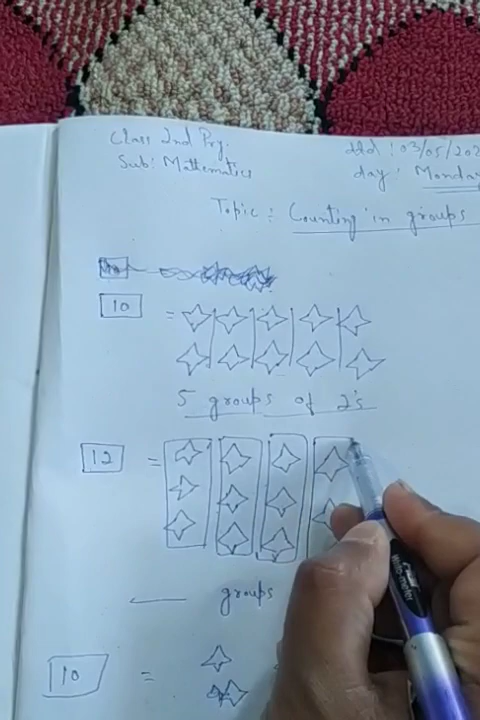 Class 2nd Pry.
dtd : 03/05/202
Sub: Mathematics
day : Monday
Topic : Counting in groups
10 =
5 groups of 2's
12 =
groups
10 =